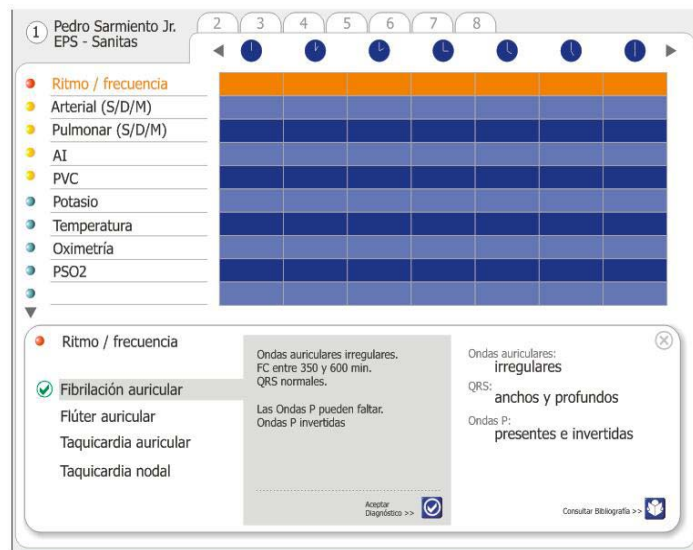 1 Pedro Sarmiento Jr.
EPS - Sanitas
2 3 4 5 6 7 8
Ritmo / frecuencia
Arterial (S/D/M)
Pulmonar (S/D/M)
AI
PVC
Potasio
Temperatura
Oximetría
PSO2
Ritmo / frecuencia
Fibrilación auricular
Flúter auricular
Taquicardia auricular
Taquicardia nodal
Ondas auriculares irregulares.
FC entre 350 y 600 min.
QRS normales.
Las Ondas P pueden faltar.
Ondas P invertidas
Aceptar
Diagnóstico >>
Ondas auriculares:
irregulares
QRS:
anchos y profundos
Ondas P:
presentes e invertidas
Consultar Bibliografía >>